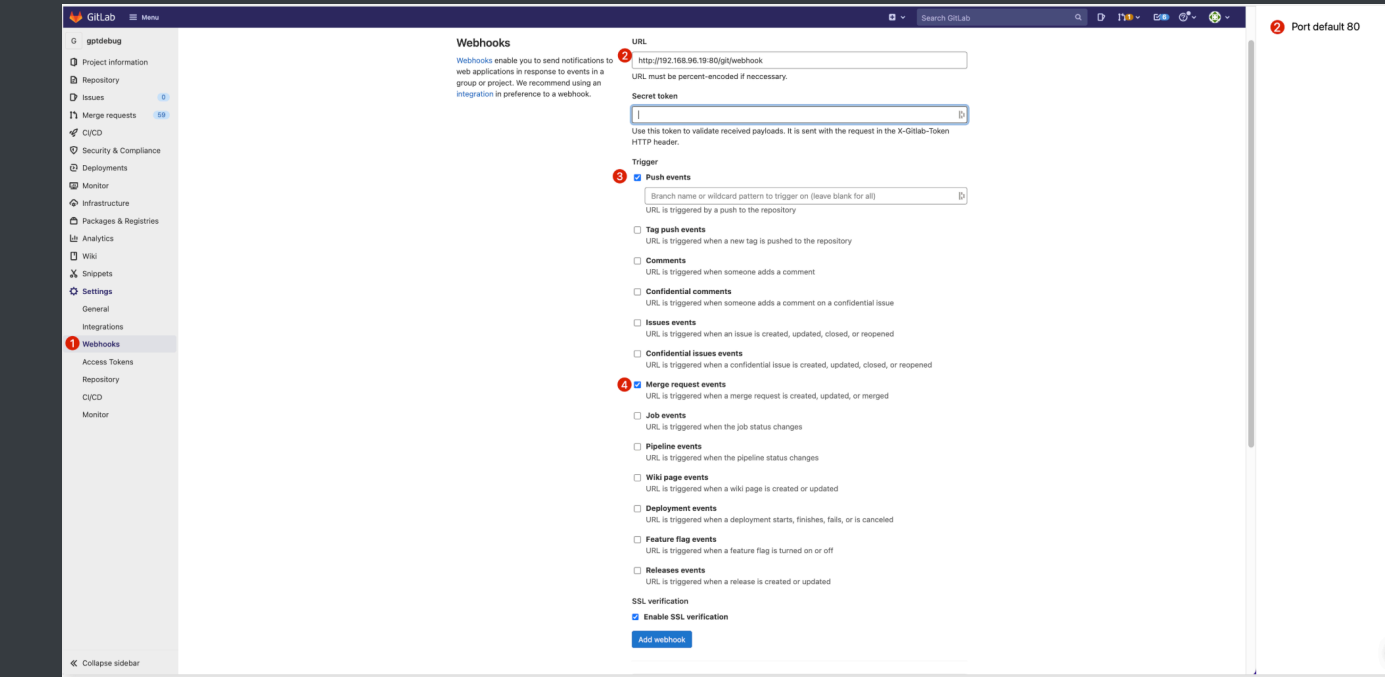 GitLab
Menu
Search GitLab
6
2 Port default 80
G gptdebug
Project information
Repository
Issues 0
Merge requests 59
CI/CD
Security & Compliance
Deployments
Monitor
Infrastructure
Packages & Registries
Analytics
Wiki
Snippets
Settings
General
Integrations
1 Webhooks
Access Tokens
Repository
CI/CD
Monitor
Collapse sidebar
Webhooks
Webhooks enable you to send notifications to
web applications in response to events in a
group or project. We recommend using an
integration in preference to a webhook.
URL
2 http://192.168.96.19:80/git/webhook
URL must be percent-encoded if neccessary.
Secret token
Use this token to validate received payloads. It is sent with the request in the X-Gitlab-Token
HTTP header.
Trigger
3 Push events
Branch name or wildcard pattern to trigger on (leave blank for all)
URL is triggered by a push to the repository
Tag push events
URL is triggered when a new tag is pushed to the repository
Comments
URL is triggered when someone adds a comment
Confidential comments
URL is triggered when someone adds a comment on a confidential issue
Issues events
URL is triggered when an issue is created, updated, closed, or reopened
Confidential issues events
URL is triggered when a confidential issue is created, updated, closed, or reopened
4 Merge request events
URL is triggered when a merge request is created, updated, or merged
Job events
URL is triggered when the job status changes
Pipeline events
URL is triggered when the pipeline status changes
Wiki page events
URL is triggered when a wiki page is created or updated
Deployment events
URL is triggered when a deployment starts, finishes, fails, or is canceled
Feature flag events
URL is triggered when a feature flag is turned on or off
Releases events
URL is triggered when a release is created or updated
SSL verification
Enable SSL verification
Add webhook